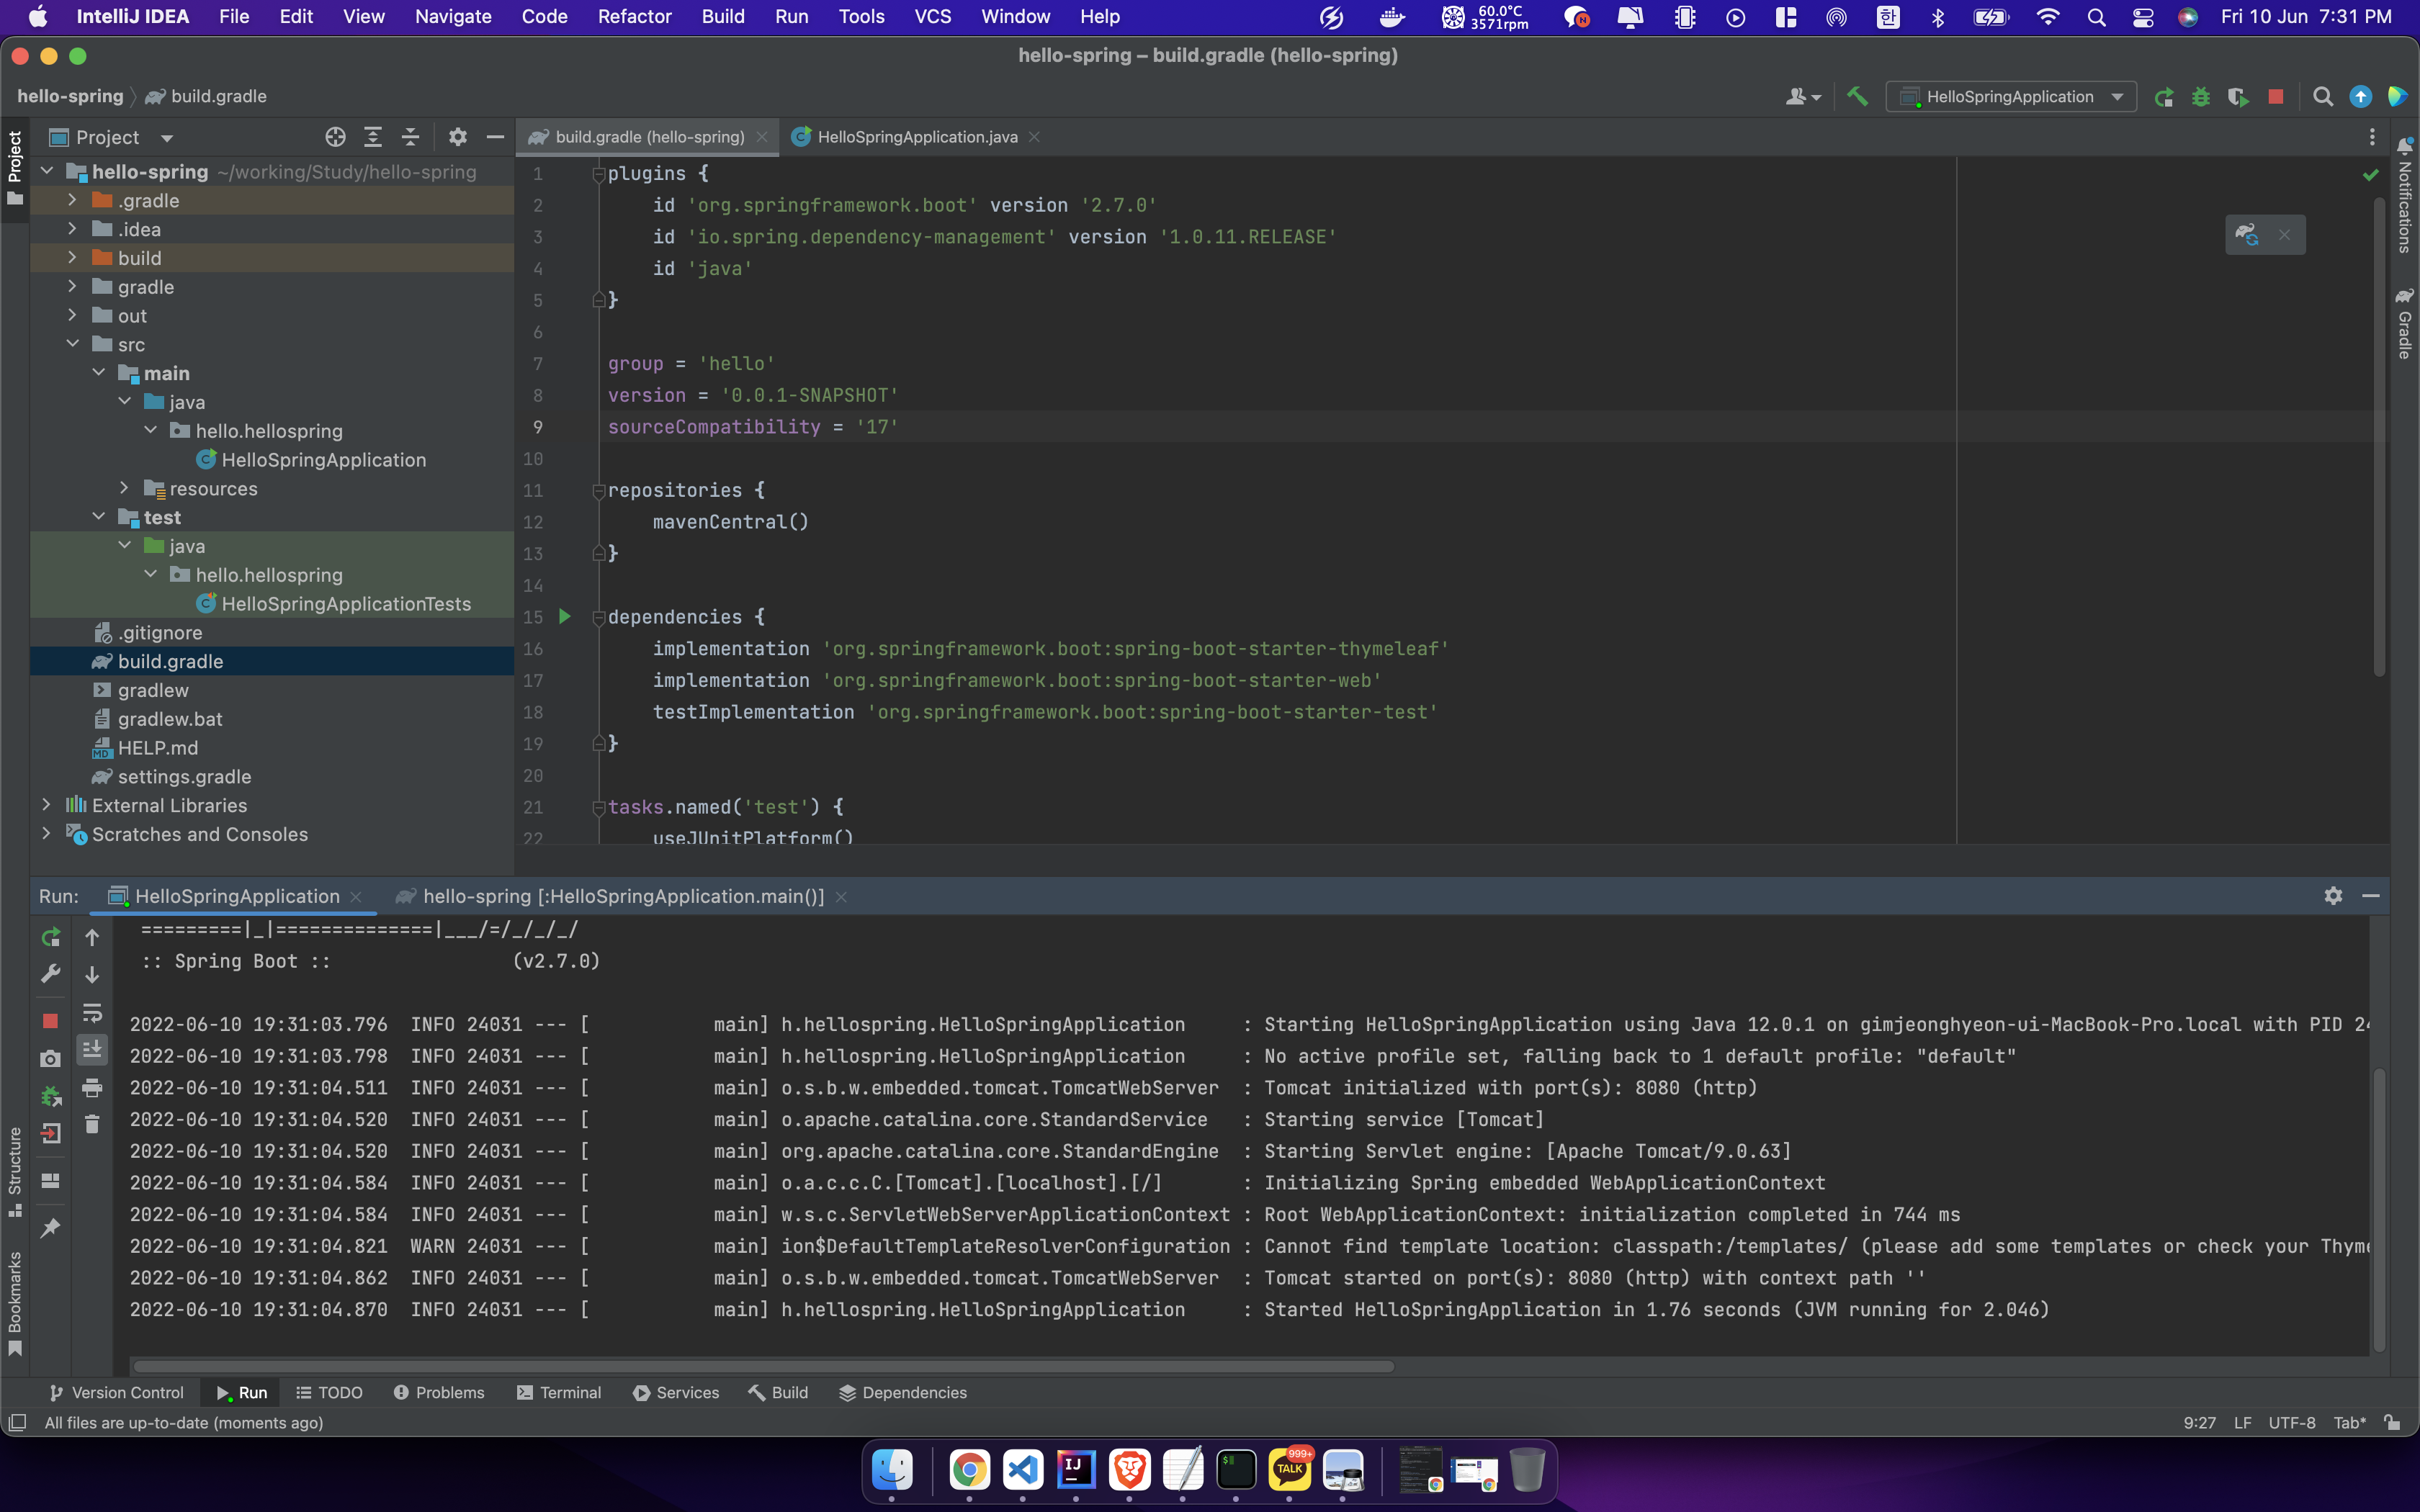 IntelliJ IDEA File Edit View Navigate Code Refactor Build Run Tools VCS Window Help 60.0°C 3571rpm 한 Fri 10 Jun 7:31 PM
hello-spring – build.gradle (hello-spring)
hello-spring build.gradle HelloSpringApplication
Project
Project
build.gradle (hello-spring) HelloSpringApplication.java
hello-spring ~/working/Study/hello-spring
.gradle
.idea
build
gradle
out
src
main
java
hello.hellospring
HelloSpringApplication
resources
test
java
hello.hellospring
HelloSpringApplicationTests
.gitignore
build.gradle
gradlew
gradlew.bat
HELP.md
settings.gradle
External Libraries
Scratches and Consoles
1 plugins {
2 id 'org.springframework.boot' version '2.7.0'
3 id 'io.spring.dependency-management' version '1.0.11.RELEASE'
4 id 'java'
5 }
6
7 group = 'hello'
8 version = '0.0.1-SNAPSHOT'
9 sourceCompatibility = '17'
10
11 repositories {
12 mavenCentral()
13 }
14
15 dependencies {
16 implementation 'org.springframework.boot:spring-boot-starter-thymeleaf'
17 implementation 'org.springframework.boot:spring-boot-starter-web'
18 testImplementation 'org.springframework.boot:spring-boot-starter-test'
19 }
20
21 tasks.named('test') {
22 useJUnitPlatform()
Notifications
Gradle
Run: HelloSpringApplication hello-spring [:HelloSpringApplication.main()]
=========|_|==============|___/=/_/_/_/
:: Spring Boot :: (v2.7.0)
2022-06-10 19:31:03.796 INFO 24031 --- [ main] h.hellospring.HelloSpringApplication : Starting HelloSpringApplication using Java 12.0.1 on gimjeonghyeon-ui-MacBook-Pro.local with PID 24
2022-06-10 19:31:03.798 INFO 24031 --- [ main] h.hellospring.HelloSpringApplication : No active profile set, falling back to 1 default profile: "default"
2022-06-10 19:31:04.511 INFO 24031 --- [ main] o.s.b.w.embedded.tomcat.TomcatWebServer : Tomcat initialized with port(s): 8080 (http)
2022-06-10 19:31:04.520 INFO 24031 --- [ main] o.apache.catalina.core.StandardService : Starting service [Tomcat]
2022-06-10 19:31:04.520 INFO 24031 --- [ main] org.apache.catalina.core.StandardEngine : Starting Servlet engine: [Apache Tomcat/9.0.63]
2022-06-10 19:31:04.584 INFO 24031 --- [ main] o.a.c.c.C.[Tomcat].[localhost].[/] : Initializing Spring embedded WebApplicationContext
2022-06-10 19:31:04.584 INFO 24031 --- [ main] w.s.c.ServletWebServerApplicationContext : Root WebApplicationContext: initialization completed in 744 ms
2022-06-10 19:31:04.821 WARN 24031 --- [ main] ion$DefaultTemplateResolverConfiguration : Cannot find template location: classpath:/templates/ (please add some templates or check your Thyme
2022-06-10 19:31:04.862 INFO 24031 --- [ main] o.s.b.w.embedded.tomcat.TomcatWebServer : Tomcat started on port(s): 8080 (http) with context path ''
2022-06-10 19:31:04.870 INFO 24031 --- [ main] h.hellospring.HelloSpringApplication : Started HelloSpringApplication in 1.76 seconds (JVM running for 2.046)
Structure
Bookmarks
Version Control Run TODO Problems Terminal Services Build Dependencies
All files are up-to-date (moments ago) 9:27 LF UTF-8 Tab*
IJ TALK 999+